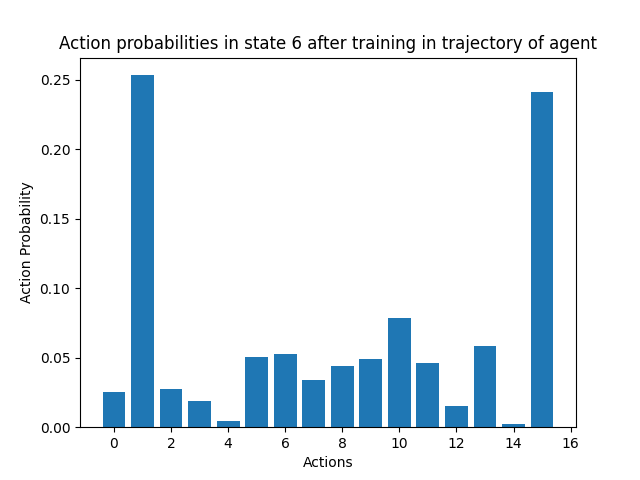 Action probabilities in state 6 after training in trajectory of agent
0.25
0.20
0.15
0.10
0.05
0.00
Action Probability
0 2 4 6 8 10 12 14 16
Actions